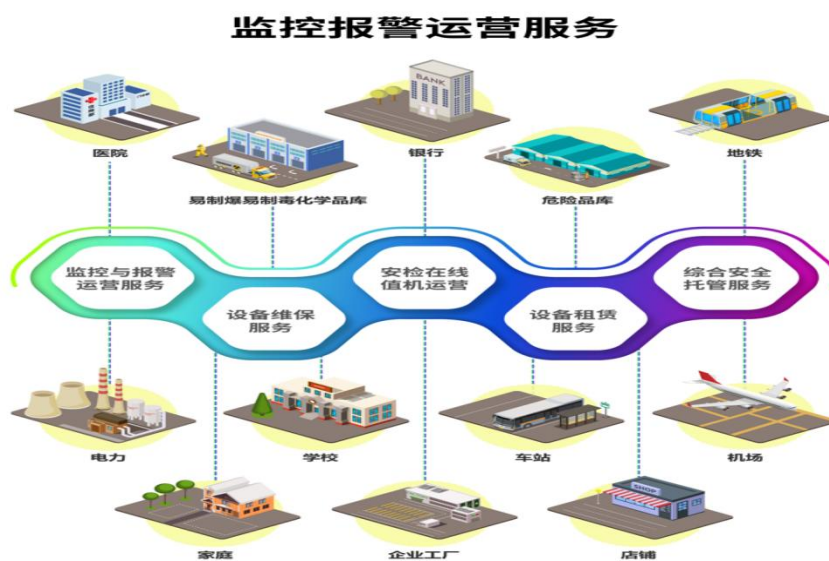 监控报警运营服务
BANK
医院
银行
地铁
易制爆易制毒化学品库
危险品库
监控与报警
运营服务
设备维保
服务
安检在线
值机运营
设备租赁
服务
综合安全
托管服务
电力
学校
车站
机场
SHOP
家庭
企业工厂
店铺